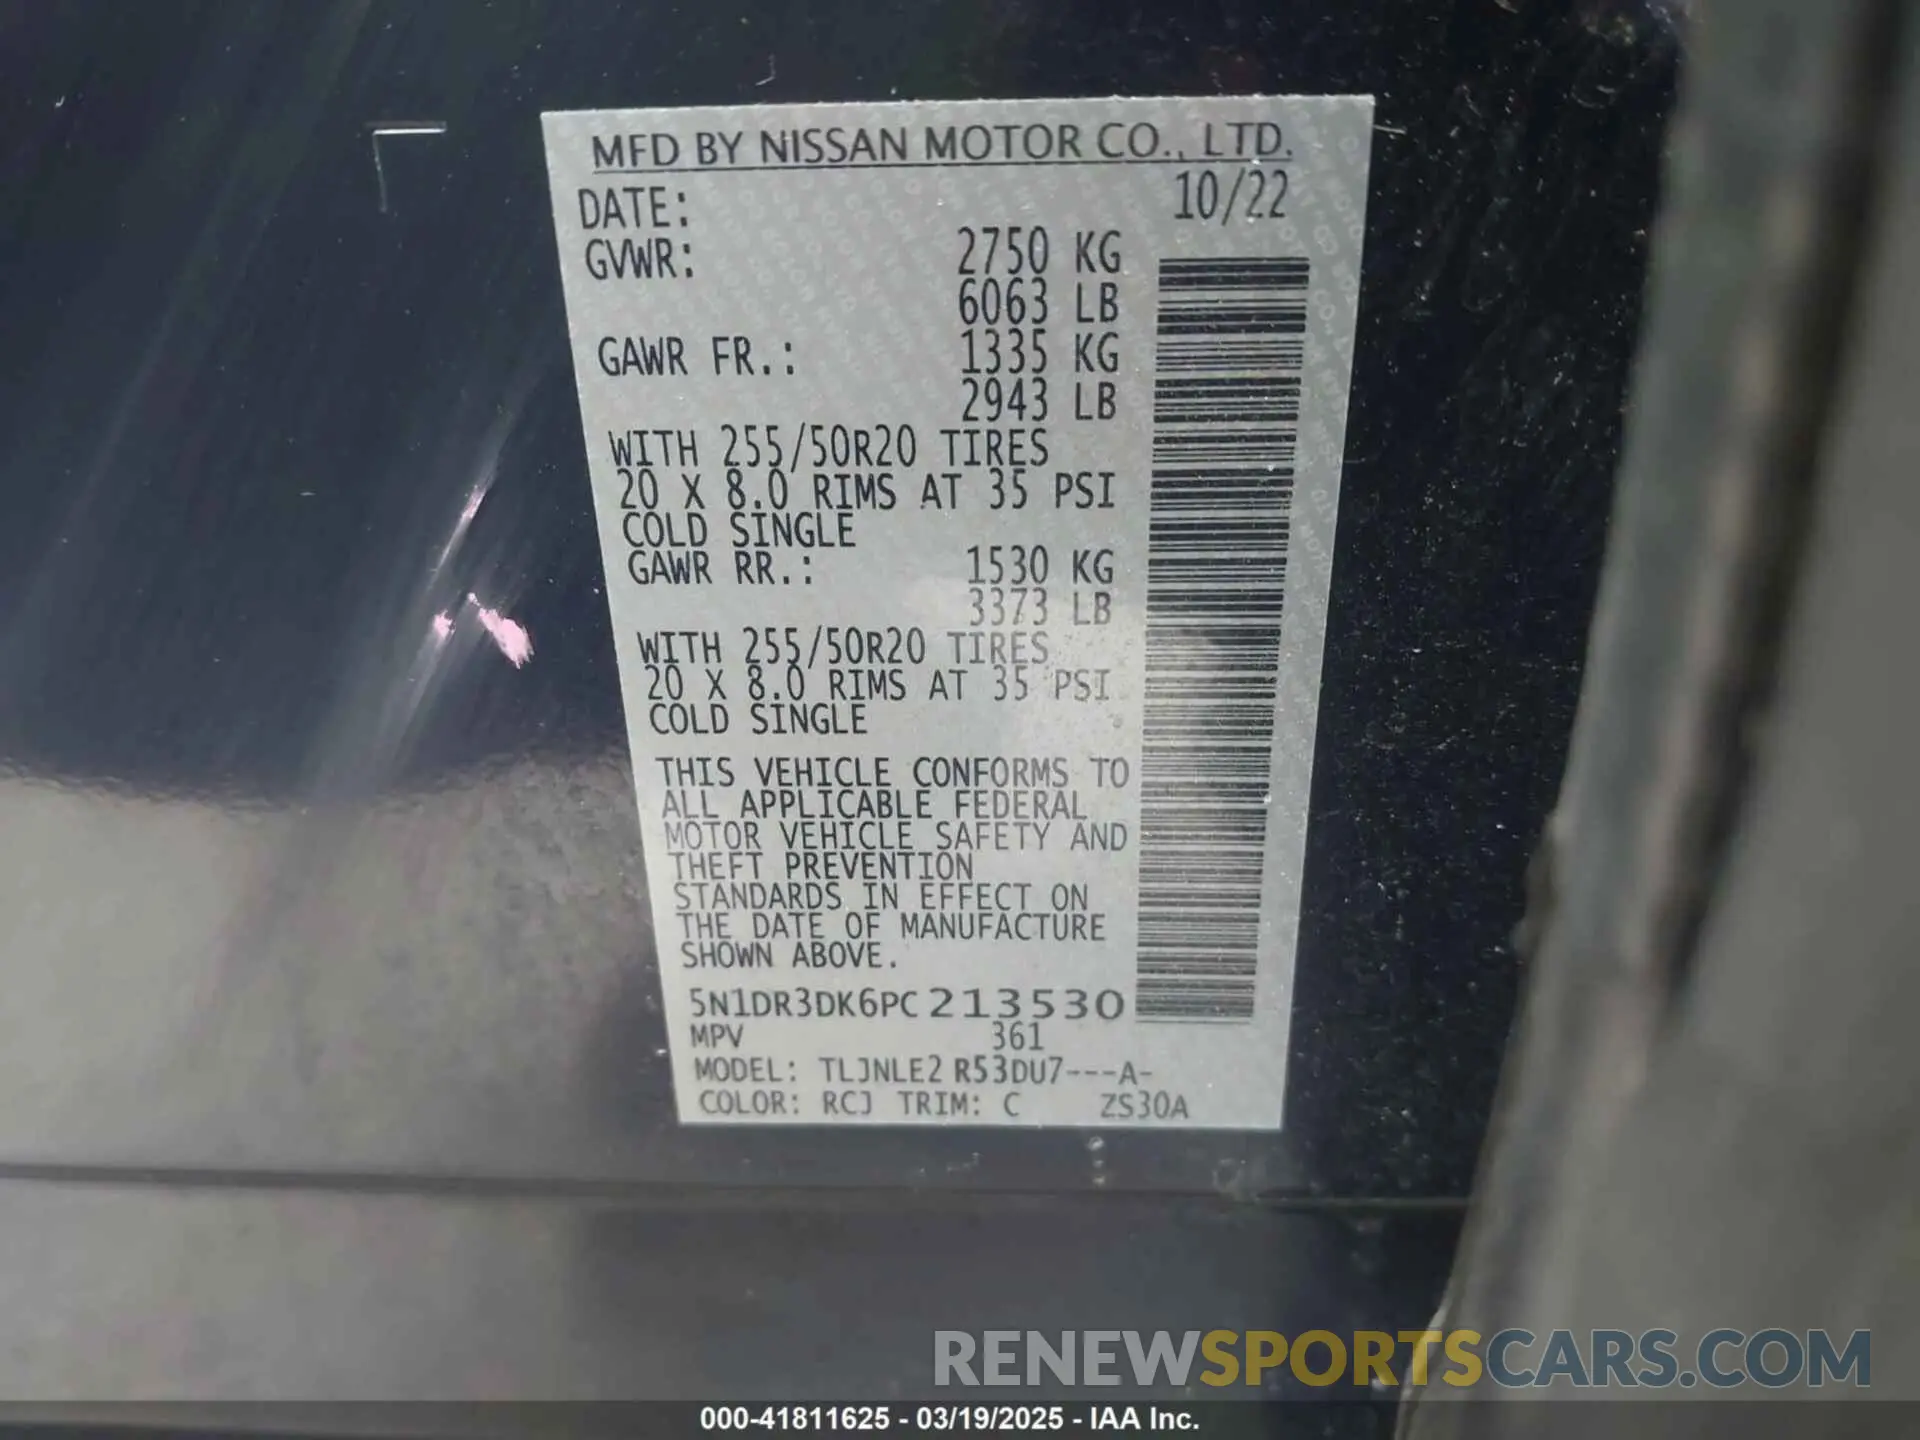 MFD BY NISSAN MOTOR CO., LTD.
DATE: 10/22
GVWR: 2750 KG
6063 LB
GAWR FR.: 1335 KG
2943 LB
WITH 255/50R20 TIRES
20 X 8.0 RIMS AT 35 PSI
COLD SINGLE
GAWR RR.: 1530 KG
3373 LB
WITH 255/50R20 TIRES
20 X 8.0 RIMS AT 35 PSI
COLD SINGLE
THIS VEHICLE CONFORMS TO
ALL APPLICABLE FEDERAL
MOTOR VEHICLE SAFETY AND
THEFT PREVENTION
STANDARDS IN EFFECT ON
THE DATE OF MANUFACTURE
SHOWN ABOVE.
5N1DR3DK6PC213530
MPV 361
MODEL: TLJNLE2 R53DU7---A-
COLOR: RCJ TRIM: C ZS30A
RENEWSPORTSCARS.COM
000-41811625 - 03/19/2025 - IAA Inc.